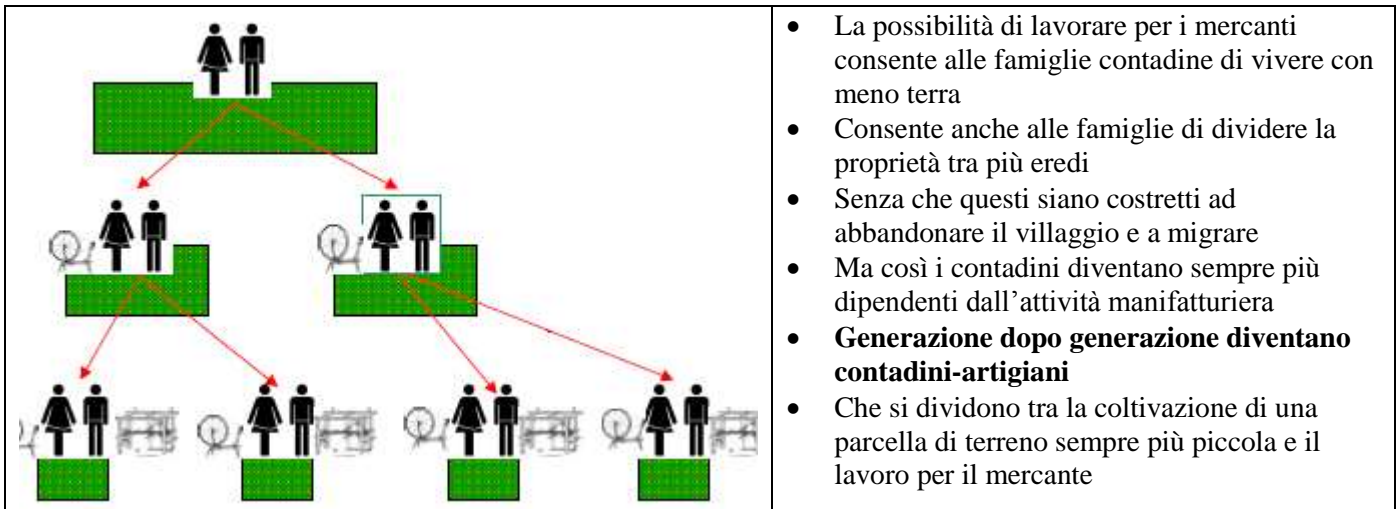 • La possibilità di lavorare per i mercanti
consente alle famiglie contadine di vivere con
meno terra
• Consente anche alle famiglie di dividere la
proprietà tra più eredi
• Senza che questi siano costretti ad
abbandonare il villaggio e a migrare
• Ma così i contadini diventano sempre più
dipendenti dall’attività manifatturiera
• Generazione dopo generazione diventano
contadini-artigiani
• Che si dividono tra la coltivazione di una
parcella di terreno sempre più piccola e il
lavoro per il mercante